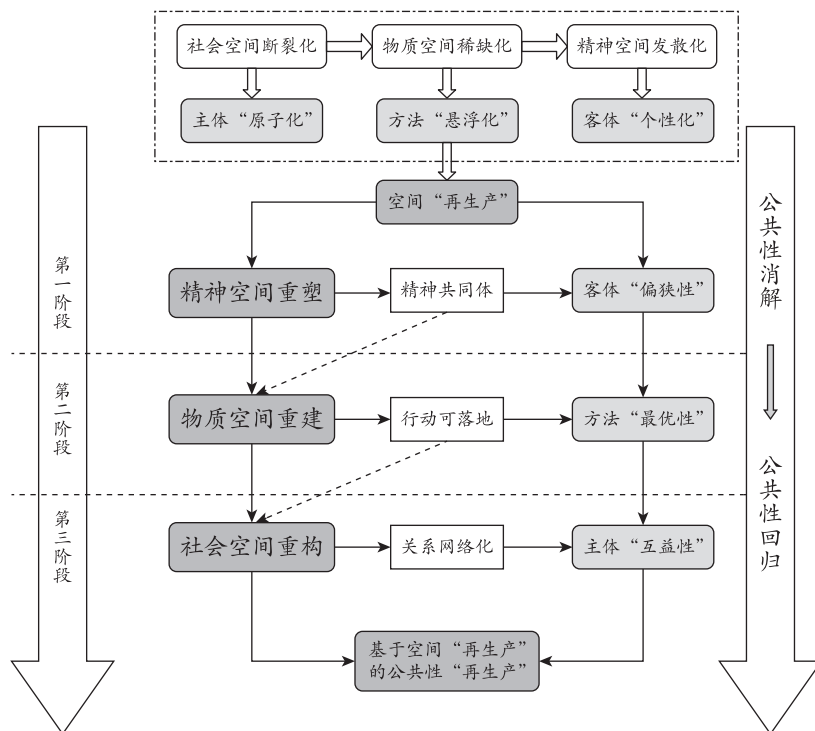 社会空间断裂化
物质空间稀缺化
精神空间发散化
主体“原子化”
方法“悬浮化”
客体“个性化”
空间“再生产”
第一阶段
精神空间重塑
精神共同体
客体“偏狭性”
公共性消解
第二阶段
物质空间重建
行动可落地
方法“最优性”
第三阶段
社会空间重构
关系网络化
主体“互益性”
公共性回归
基于空间“再生产”
的公共性“再生产”